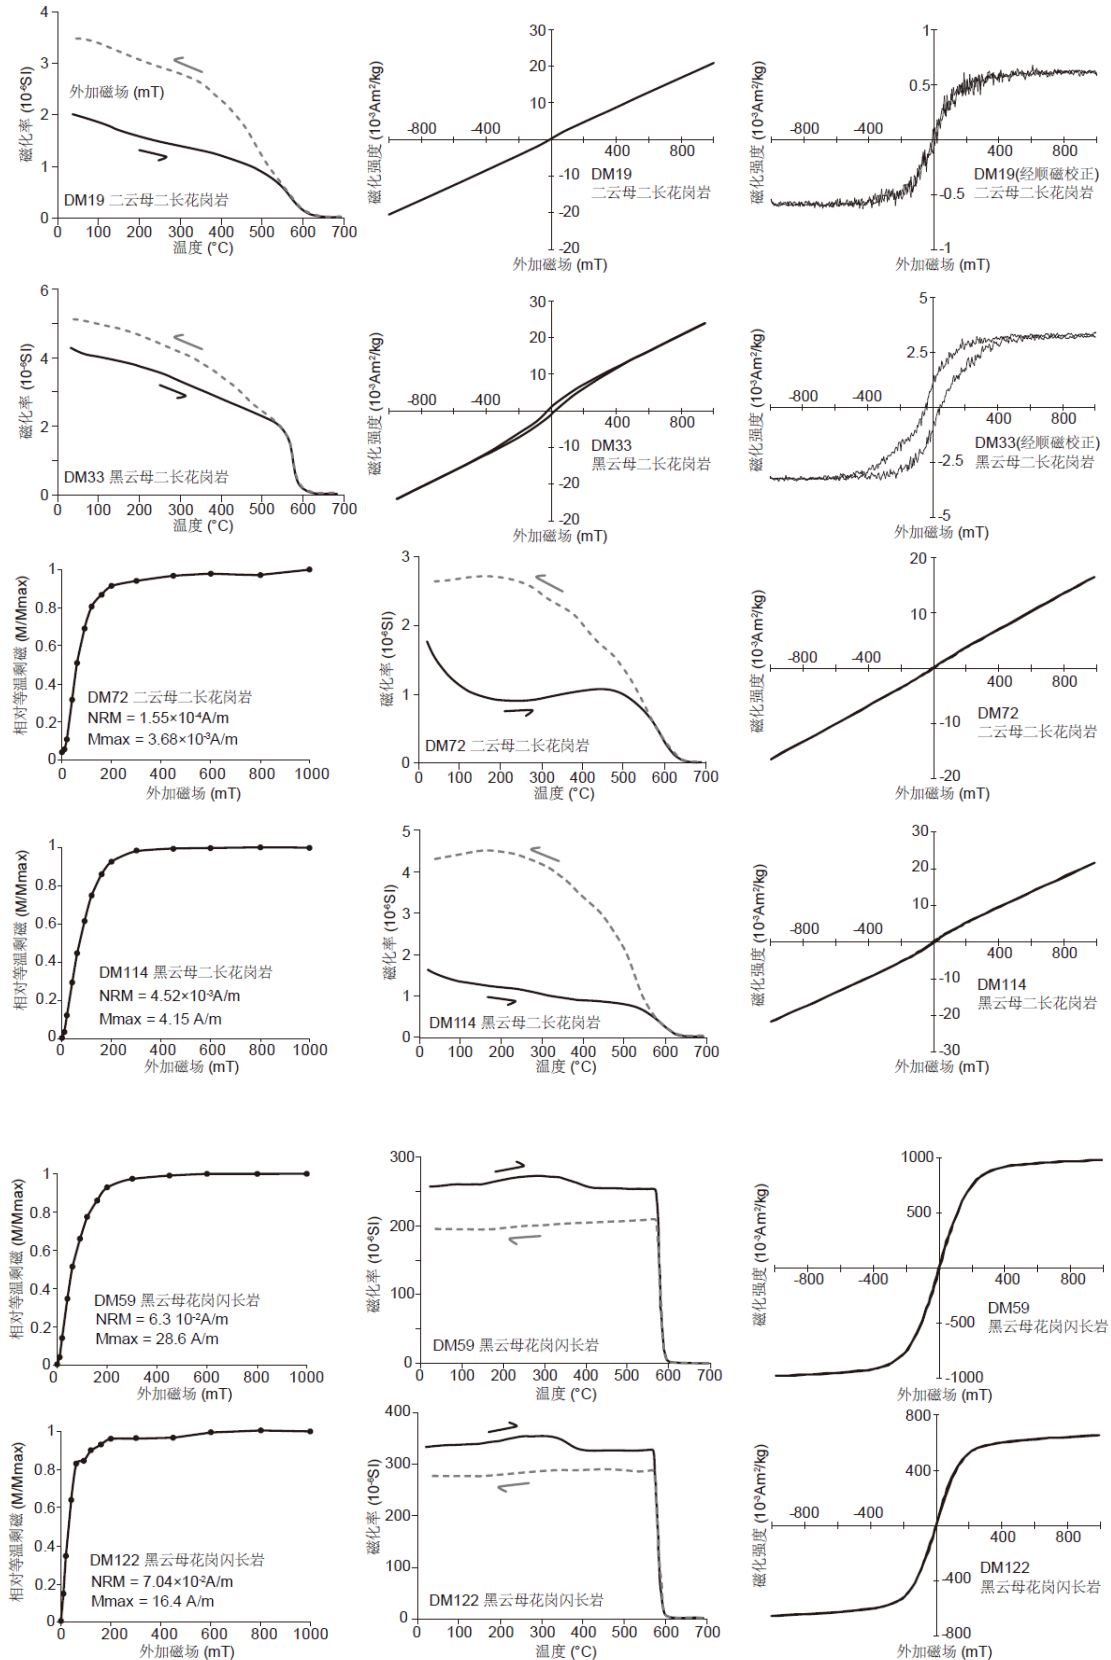 磁化率 (10⁻⁶SI)
4
3
2
1
0
外加磁场 (mT)
DM19 二云母二长花岗岩
0 100 200 300 400 500 600 700
温度 (°C)
磁化强度 (10⁻³Am²/kg)
30
20
10
-10
-20
-20
-800 -400
400 800
DM19
二云母二长花岗岩
外加磁场 (mT)
磁化强度 (10⁻³Am²/kg)
1
0.5
-0.5
-1
-800 -400
400 800
DM19(经顺磁校正)
二云母二长花岗岩
外加磁场 (mT)
磁化率 (10⁻⁶SI)
6
4
2
0
DM33 黑云母二长花岗岩
0 100 200 300 400 500 600 700
温度 (°C)
磁化强度 (10⁻³Am²/kg)
30
20
10
-10
-20
-20
-800 -400
400 800
DM33
黑云母二长花岗岩
外加磁场 (mT)
磁化强度 (10⁻³Am²/kg)
5
2.5
-2.5
-5
-800 -400
400 800
DM33(经顺磁校正)
黑云母二长花岗岩
外加磁场 (mT)
相对等温剩磁 (M/Mmax)
1
0.8
0.6
0.4
0.2
0
DM72 二云母二长花岗岩
NRM = 1.55×10⁻⁴A/m
Mmax = 3.68×10⁻³A/m
0 200 400 600 800 1000
外加磁场 (mT)
磁化率 (10⁻⁶SI)
3
2
1
0
DM72 二云母二长花岗岩
0 100 200 300 400 500 600 700
温度 (°C)
磁化强度 (10⁻³Am²/kg)
20
10
-10
-20
-800 -400
400 800
DM72
二云母二长花岗岩
外加磁场 (mT)
相对等温剩磁 (M/Mmax)
1
0.8
0.6
0.4
0.2
0
DM114 黑云母二长花岗岩
NRM = 4.52×10⁻³A/m
Mmax = 4.15 A/m
0 200 400 600 800 1000
外加磁场 (mT)
磁化率 (10⁻⁶SI)
5
4
3
2
1
0
DM114 黑云母二长花岗岩
0 100 200 300 400 500 600 700
温度 (°C)
磁化强度 (10⁻³Am²/kg)
30
20
10
-10
-20
-30
-800 -400
400 800
DM114
黑云母二长花岗岩
外加磁场 (mT)
相对等温剩磁 (M/Mmax)
1
0.8
0.6
0.4
0.2
0
DM59 黑云母花岗闪长岩
NRM = 6.3 10⁻²A/m
Mmax = 28.6 A/m
0 200 400 600 800 1000
外加磁场 (mT)
磁化率 (10⁻⁶SI)
300
200
100
0
DM59 黑云母花岗闪长岩
0 100 200 300 400 500 600 700
温度 (°C)
磁化强度 (10⁻³Am²/kg)
1000
500
-500
-1000
-800 -400
400 800
DM59
黑云母花岗闪长岩
外加磁场 (mT)
相对等温剩磁 (M/Mmax)
1
0.8
0.6
0.4
0.2
0
DM122 黑云母花岗闪长岩
NRM = 7.04×10⁻²A/m
Mmax = 16.4 A/m
0 200 400 600 800 1000
外加磁场 (mT)
磁化率 (10⁻⁶SI)
400
300
200
100
0
DM122 黑云母花岗闪长岩
0 100 200 300 400 500 600 700
温度 (°C)
磁化强度 (10⁻³Am²/kg)
800
400
-400
-800
-800 -400
400 800
DM122
黑云母花岗闪长岩
外加磁场 (mT)